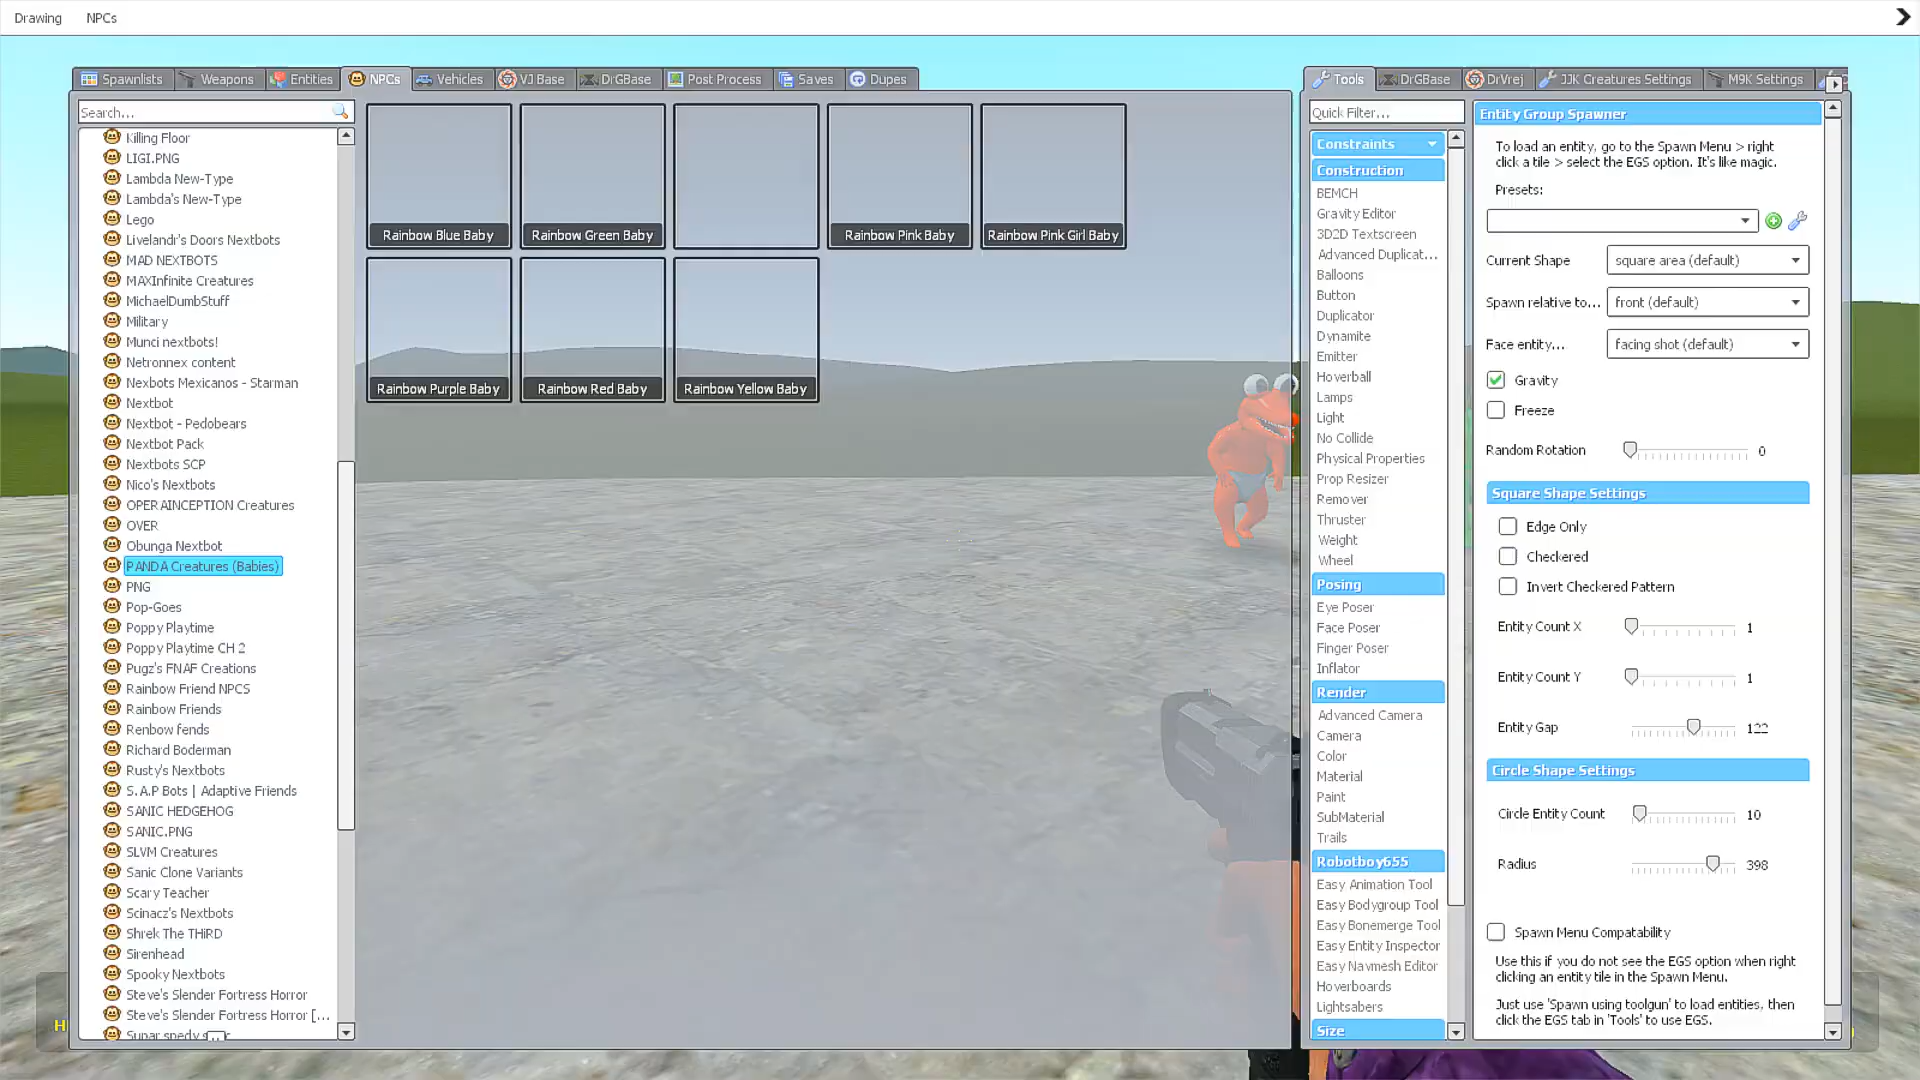 Drawing NPCs
Spawnlists Weapons Entities NPCs Vehicles VJ Base DrGBase Post Process Saves Dupes
Search...
Killing Floor
LIGI.PNG
Lambda New-Type
Lambda's New-Type
Lego
Livelandr's Doors Nextbots
MAD NEXTBOTS
MAXInfinite Creatures
MichaelDumbStuff
Military
Munci nextbots!
Netronnex content
Nexbots Mexicanos - Starman
Nextbot
Nextbot - Pedobears
Nextbot Pack
Nextbots SCP
Nico's Nextbots
OPERAINCEPTION Creatures
OVER
Obunga Nextbot
PANDA Creatures (Babies)
PNG
Pop-Goes
Poppy Playtime
Poppy Playtime CH 2
Pugz's FNAF Creations
Rainbow Friend NPCS
Rainbow Friends
Renbow fends
Richard Boderman
Rusty's Nextbots
S.A.P Bots | Adaptive Friends
SANIC HEDGEHOG
SANIC.PNG
SLVM Creatures
Sanic Clone Variants
Scary Teacher
Scinacz's Nextbots
Shrek The THiRD
Sirenhead
Spooky Nextbots
Steve's Slender Fortress Horror
Steve's Slender Fortress Horror [...
Rainbow Blue Baby
Rainbow Green Baby
Rainbow Pink Baby
Rainbow Pink Girl Baby
Rainbow Purple Baby
Rainbow Red Baby
Rainbow Yellow Baby
Tools DrGBase DrVrej JJK Creatures Settings M9K Settings
Quick Filter...
Constraints
Construction
BEMCH
Gravity Editor
3D2D Textscreen
Advanced Duplicat...
Balloons
Button
Duplicator
Dynamite
Emitter
Hoverball
Lamps
Light
No Collide
Physical Properties
Prop Resizer
Remover
Thruster
Weight
Wheel
Posing
Eye Poser
Face Poser
Finger Poser
Inflator
Render
Advanced Camera
Camera
Color
Material
Paint
SubMaterial
Trails
Robotboy655
Easy Animation Tool
Easy Bodygroup Tool
Easy Bonemerge Tool
Easy Entity Inspector
Easy Navmesh Editor
Hoverboards
Lightsabers
Size
Entity Group Spawner
To load an entity, go to the Spawn Menu > right
click a tile > select the EGS option. It's like magic.
Presets:
Current Shape square area (default)
Spawn relative to... front (default)
Face entity... facing shot (default)
Gravity
Freeze
Random Rotation 0
Square Shape Settings
Edge Only
Checkered
Invert Checkered Pattern
Entity Count X 1
Entity Count Y 1
Entity Gap 122
Circle Shape Settings
Circle Entity Count 10
Radius 398
Spawn Menu Compatability
Use this if you do not see the EGS option when right
clicking an entity tile in the Spawn Menu.
Just use 'Spawn using toolgun' to load entities, then
click the EGS tab in 'Tools' to use EGS.